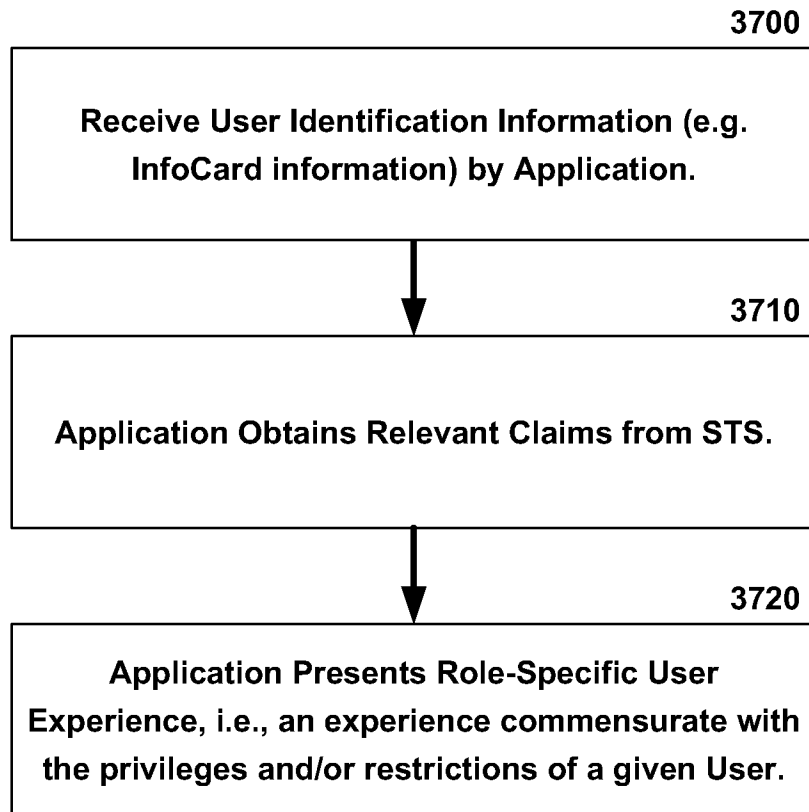 3700
Receive User Identification Information (e.g.
InfoCard information) by Application.
3710
Application Obtains Relevant Claims from STS.
3720
Application Presents Role-Specific User
Experience, i.e., an experience commensurate with
the privileges and/or restrictions of a given User.